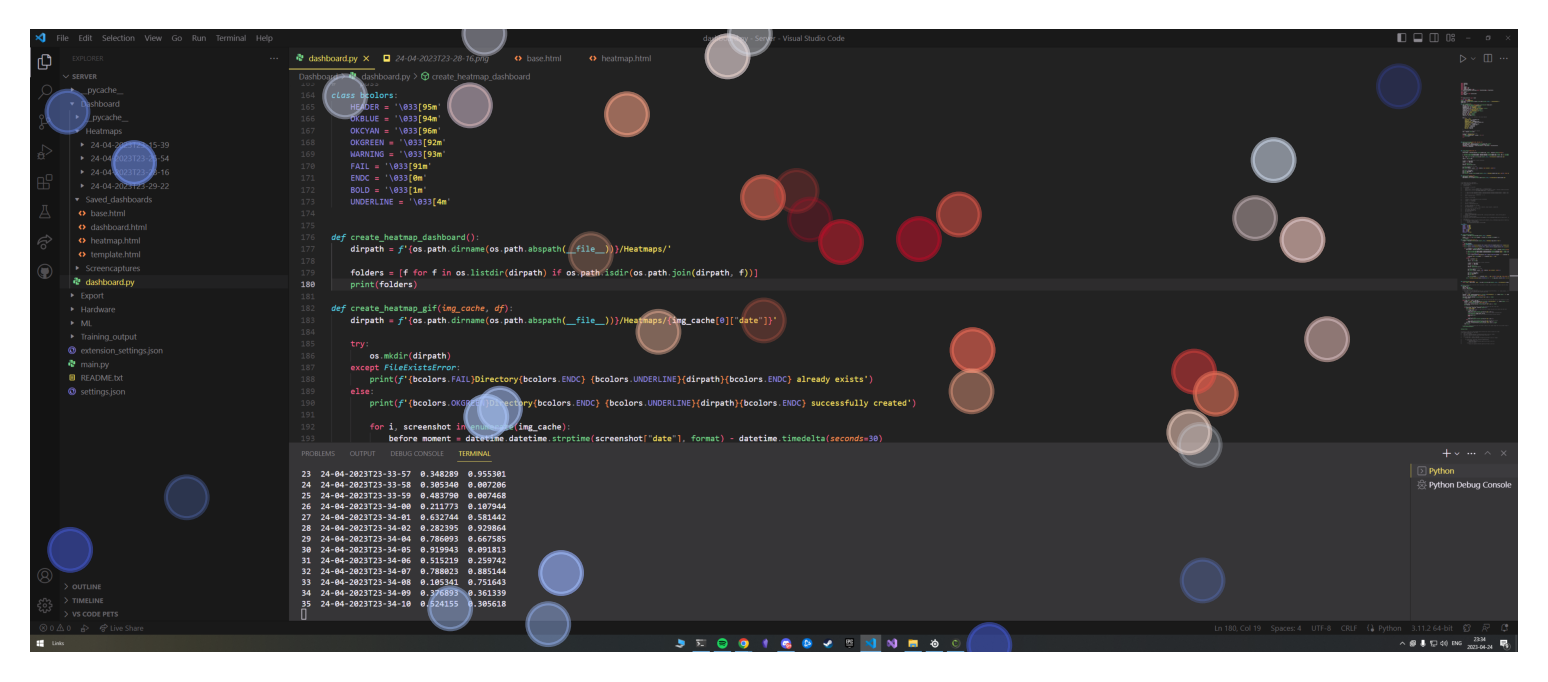 File Edit Selection View Go Run Terminal Help
Server - Visual Studio Code
EXPLORER
SERVER
__pycache__
Dashboard
__pycache__
Heatmaps
24-04-2023T23-28-16
24-04-2023T23-29-22
Saved_dashboards
base.html
dashboard.html
heatmap.html
template.html
Screencaptures
dashboard.py
Export
Hardware
ML
Training_output
extension_settings.json
main.py
README.txt
settings.json
OUTLINE
TIMELINE
VS CODE PETS
dashboard.py 24-04-2023T23-28-16.png base.html heatmap.html
Dashboard > dashboard.py > create_heatmap_dashboard
164 class bcolors:
165 HEADER = '\033[95m'
166 OKBLUE = '\033[94m'
167 OKCYAN = '\033[96m'
168 OKGREEN = '\033[92m'
169 WARNING = '\033[93m'
170 FAIL = '\033[91m'
171 ENDC = '\033[0m'
172 BOLD = '\033[1m'
173 UNDERLINE = '\033[4m'
174
175
176 def create_heatmap_dashboard():
177 dirpath = f'{os.path.dirname(os.path.abspath(__file__))}/Heatmaps/'
178
179 folders = [f for f in os.listdir(dirpath) if os.path.isdir(os.path.join(dirpath, f))]
180 print(folders)
181
182 def create_heatmap_gif(img_cache, df):
183 dirpath = f'{os.path.dirname(os.path.abspath(__file__))}/Heatmaps/{img_cache[0]["date"]}'
184
185 try:
186 os.mkdir(dirpath)
187 except FileExistsError:
188 print(f'{bcolors.FAIL}Directory{bcolors.ENDC} {bcolors.UNDERLINE}{dirpath}{bcolors.ENDC} already exists')
189 else:
190 print(f'{bcolors.OKGREEN}Directory{bcolors.ENDC} {bcolors.UNDERLINE}{dirpath}{bcolors.ENDC} successfully created')
191
192 for i, screenshot in enumerate(img_cache):
193 before_moment = datetime.datetime.strptime(screenshot["date"], format) - datetime.timedelta(seconds=30)
PROBLEMS OUTPUT DEBUG CONSOLE TERMINAL
23 24-04-2023T23-33-57 0.348289 0.955301
24 24-04-2023T23-33-58 0.305340 0.007206
25 24-04-2023T23-33-59 0.483790 0.007468
26 24-04-2023T23-34-00 0.211773 0.107944
27 24-04-2023T23-34-01 0.632744 0.581442
28 24-04-2023T23-34-02 0.282395 0.929864
29 24-04-2023T23-34-04 0.786093 0.667585
30 24-04-2023T23-34-05 0.919943 0.091813
31 24-04-2023T23-34-06 0.515219 0.259742
32 24-04-2023T23-34-07 0.788023 0.885144
33 24-04-2023T23-34-08 0.105341 0.751643
34 24-04-2023T23-34-09 0.376893 0.361339
35 24-04-2023T23-34-10 0.524155 0.305618
Python
Python Debug Console
0 0 Live Share
Ln 180, Col 19 Spaces: 4 UTF-8 CRLF Python 3.11.2 64-bit
Links
ENG
23:34
2023-04-24